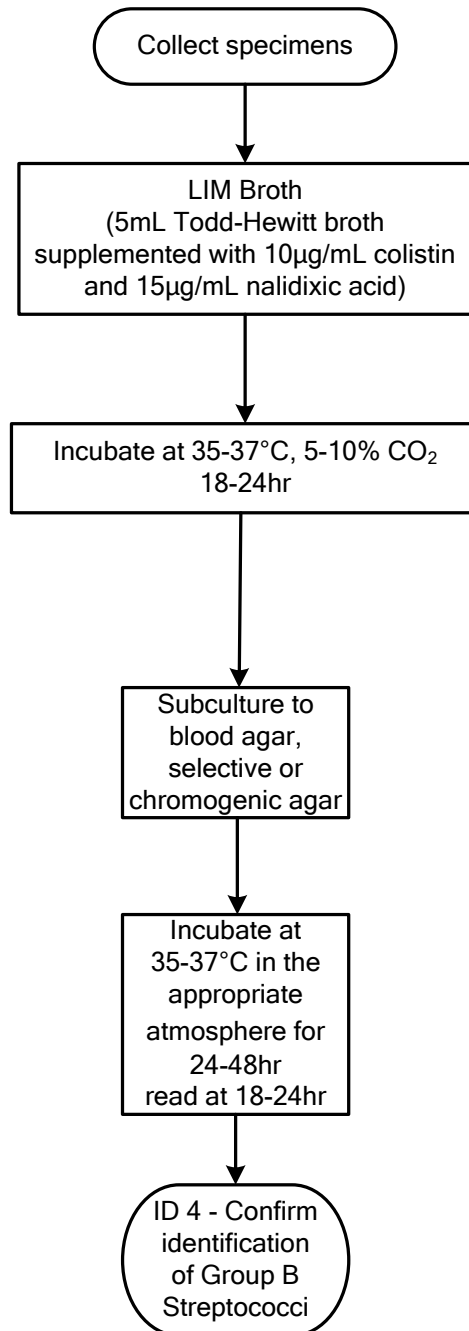 Collect specimens
LIM Broth
(5mL Todd-Hewitt broth
supplemented with 10µg/mL colistin
and 15µg/mL nalidixic acid)
Incubate at 35-37°C, 5-10% CO₂
18-24hr
Subculture to
blood agar,
selective or
chromogenic agar
Incubate at
35-37°C in the
appropriate
atmosphere for
24-48hr
read at 18-24hr
ID 4 - Confirm
identification
of Group B
Streptococci